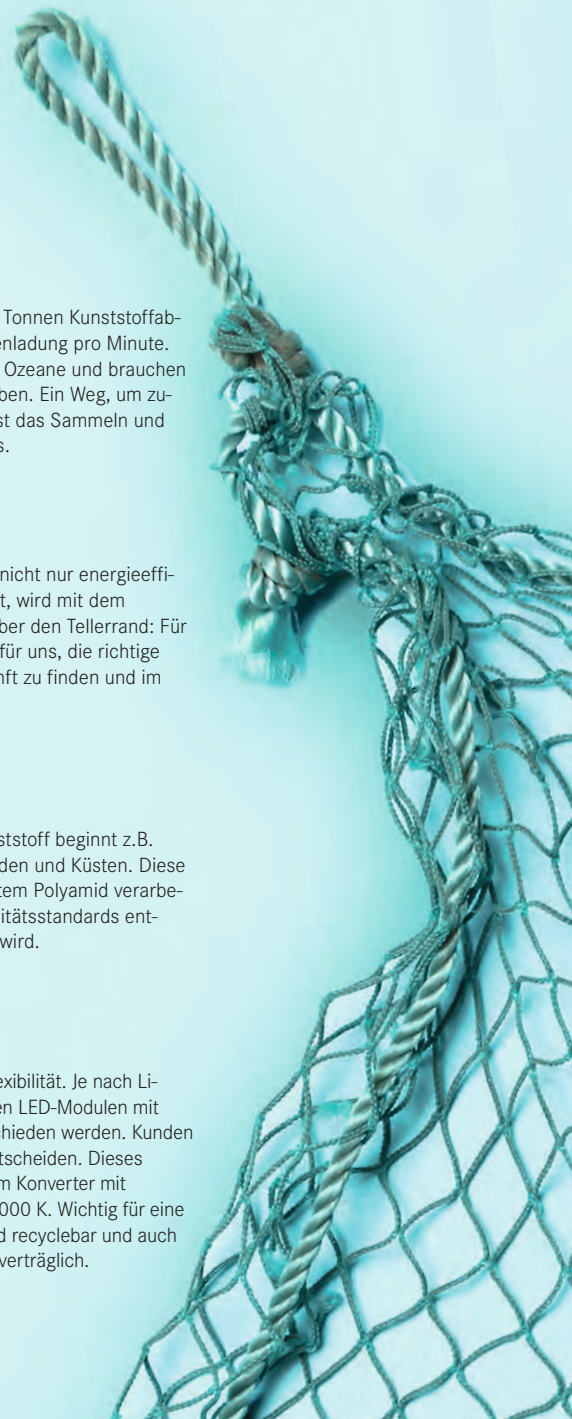 Tonnen Kunststoffab-
enladung pro Minute.
Ozeane und brauchen
ben. Ein Weg, um zu-
st das Sammeln und
s.
nicht nur energieeffi-
t, wird mit dem
ber den Tellerrand: Für
für uns, die richtige
nft zu finden und im
ststoff beginnt z.B.
den und Küsten. Diese
tem Polyamid verarbe-
itätsstandards ent-
wird.
exibilität. Je nach Li-
en LED-Modulen mit
chieden werden. Kunden
tscheiden. Dieses
m Konverter mit
000 K. Wichtig für eine
d recyclebar und auch
verträglich.